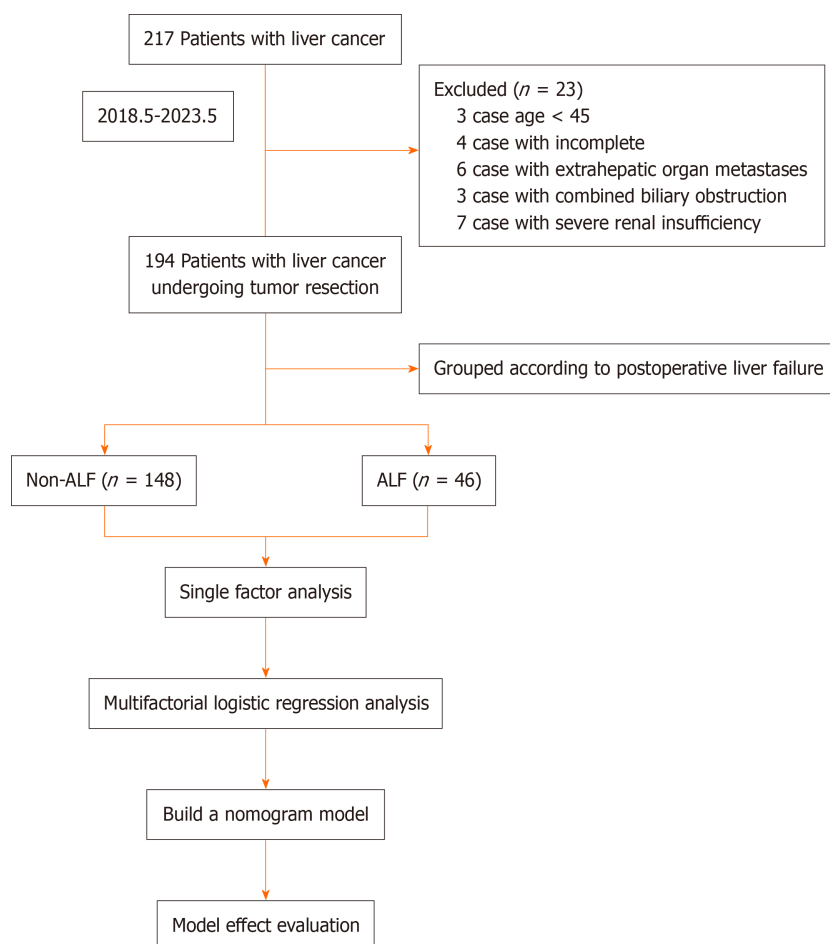 217 Patients with liver cancer
2018.5-2023.5
Excluded (n = 23)
3 case age < 45
4 case with incomplete
6 case with extrahepatic organ metastases
3 case with combined biliary obstruction
7 case with severe renal insufficiency
194 Patients with liver cancer
undergoing tumor resection
Grouped according to postoperative liver failure
Non-ALF (n = 148)
ALF (n = 46)
Single factor analysis
Multifactorial logistic regression analysis
Build a nomogram model
Model effect evaluation